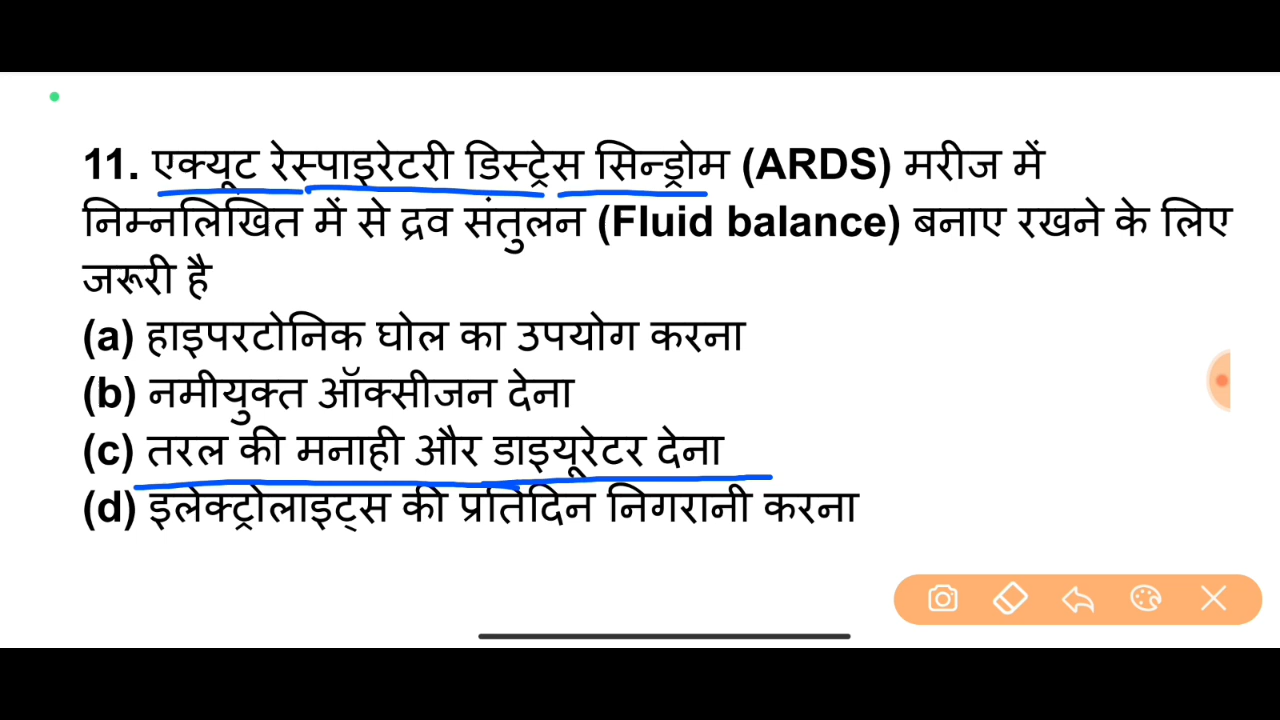 11. एक्यूट रेस्पाइरेटरी डिस्ट्रेस सिन्ड्रोम (ARDS) मरीज में
निम्नलिखित में से द्रव संतुलन (Fluid balance) बनाए रखने के लिए
जरूरी है
(a) हाइपरटोनिक घोल का उपयोग करना
(b) नमीयुक्त ऑक्सीजन देना
(c) तरल की मनाही और डाइयूरेटर देना
(d) इलेक्ट्रोलाइट्स की प्रतिदिन निगरानी करना